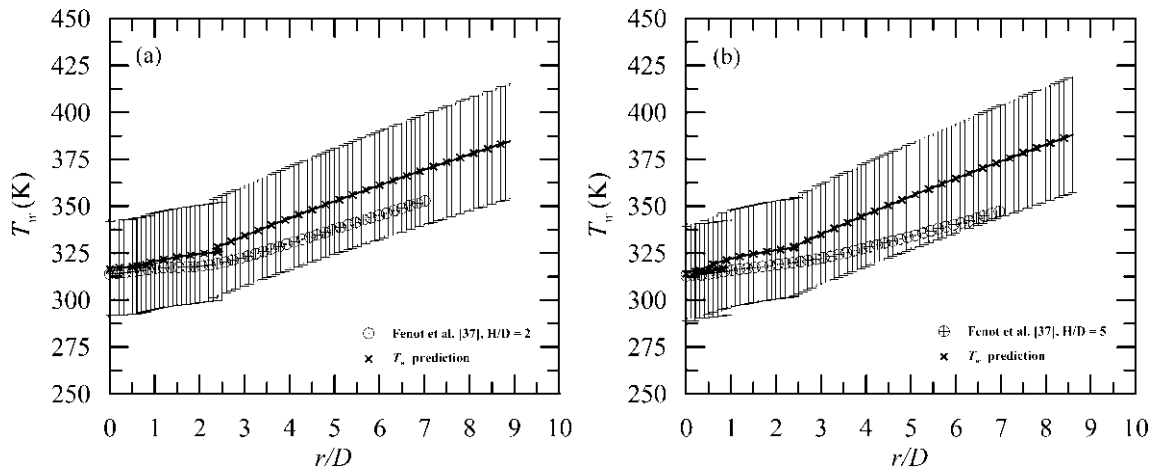 450
425
400
375
350
325
300
275
250
T_w (K)
(a)
Fenot et al. [37], H/D = 2
T_w prediction
0 1 2 3 4 5 6 7 8 9 10
r/D
450
425
400
375
350
325
300
275
250
T_w (K)
(b)
Fenot et al. [37], H/D = 5
T_w prediction
0 1 2 3 4 5 6 7 8 9 10
r/D